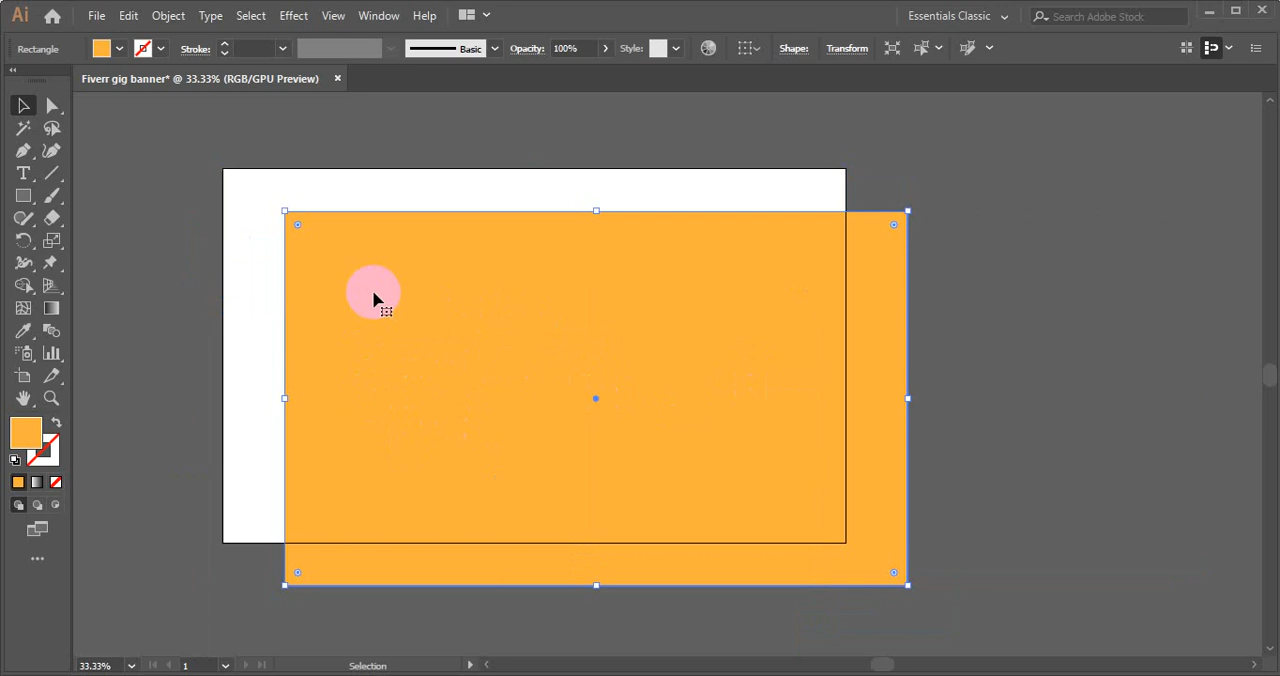 Ai File Edit Object Type Select Effect View Window Help Essentials Classic Search Adobe Stock
Rectangle Stroke: Basic Opacity: 100% Style: Shape: Transform
Fiverr gig banner* @ 33.33% (RGB/GPU Preview) ×
T
33.33% 1 Selection